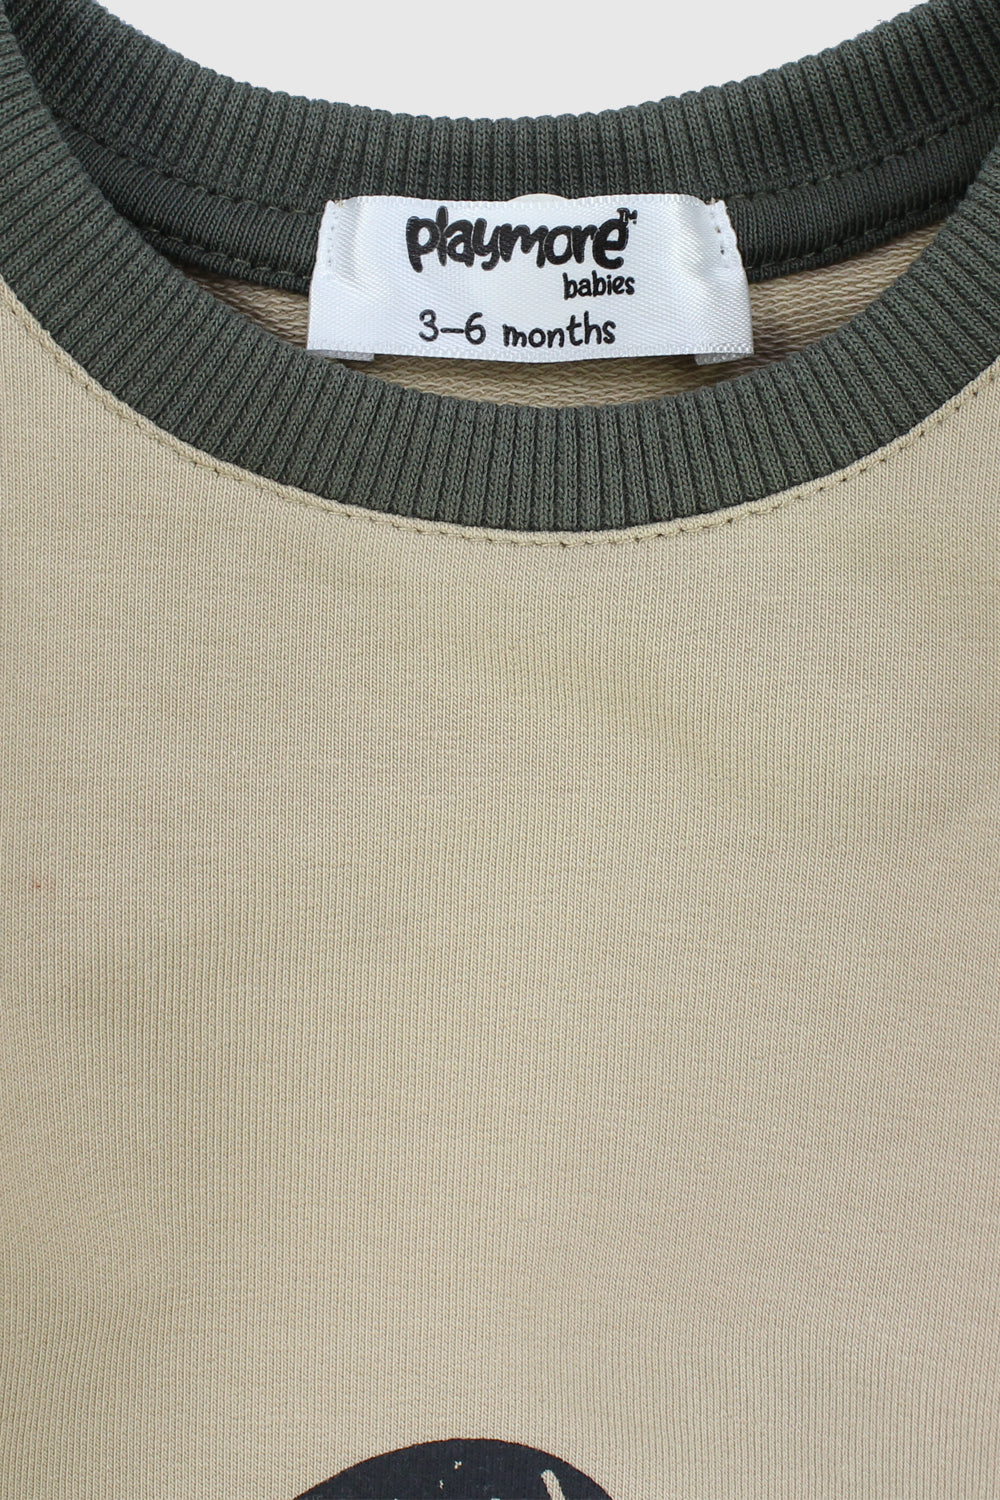 playmore™
babies
3-6 months